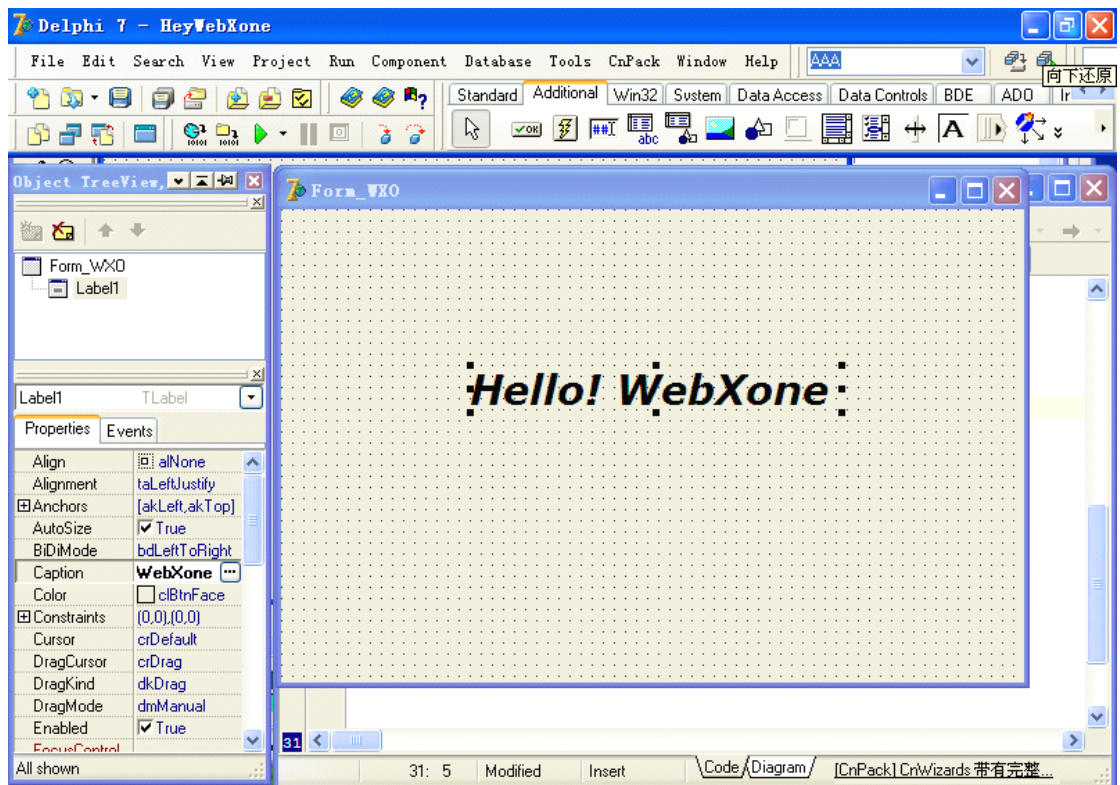 Delphi 7 - HeyWebXone
File Edit Search View Project Run Component Database Tools CnPack Window Help AAA
向下还原
Standard Additional Win32 System Data Access Data Controls BDE ADO
abc
Object TreeView,
Form_WXO
Form_WXO
Label1
Hello! WebXone
Label1 TLabel
Properties Events
Align alNone
Alignment taLeftJustify
Anchors [akLeft,akTop]
AutoSize True
BiDiMode bdLeftToRight
Caption WebXone
Color clBtnFace
Constraints (0,0),(0,0)
Cursor crDefault
DragCursor crDrag
DragKind dkDrag
DragMode dmManual
Enabled True
FocusControl
31
All shown
31: 5 Modified Insert Code Diagram [CnPack] CnWizards 带有完整...